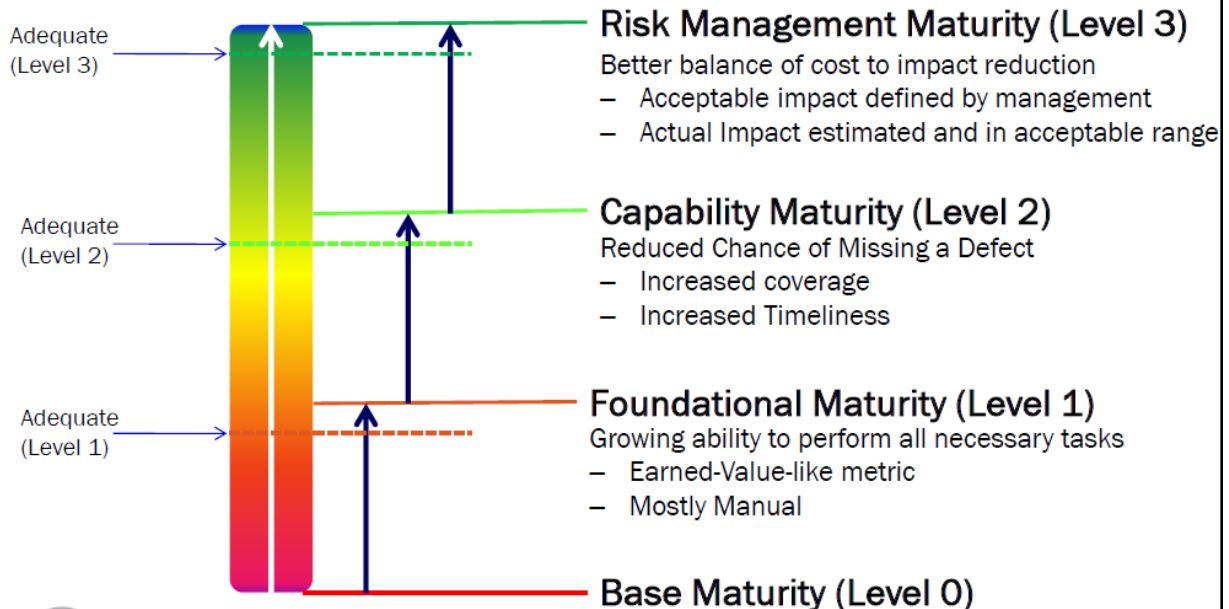 Adequate
(Level 3)
Risk Management Maturity (Level 3)
Better balance of cost to impact reduction
– Acceptable impact defined by management
– Actual Impact estimated and in acceptable range
Adequate
(Level 2)
Capability Maturity (Level 2)
Reduced Chance of Missing a Defect
– Increased coverage
– Increased Timeliness
Adequate
(Level 1)
Foundational Maturity (Level 1)
Growing ability to perform all necessary tasks
– Earned-Value-like metric
– Mostly Manual
Base Maturity (Level 0)